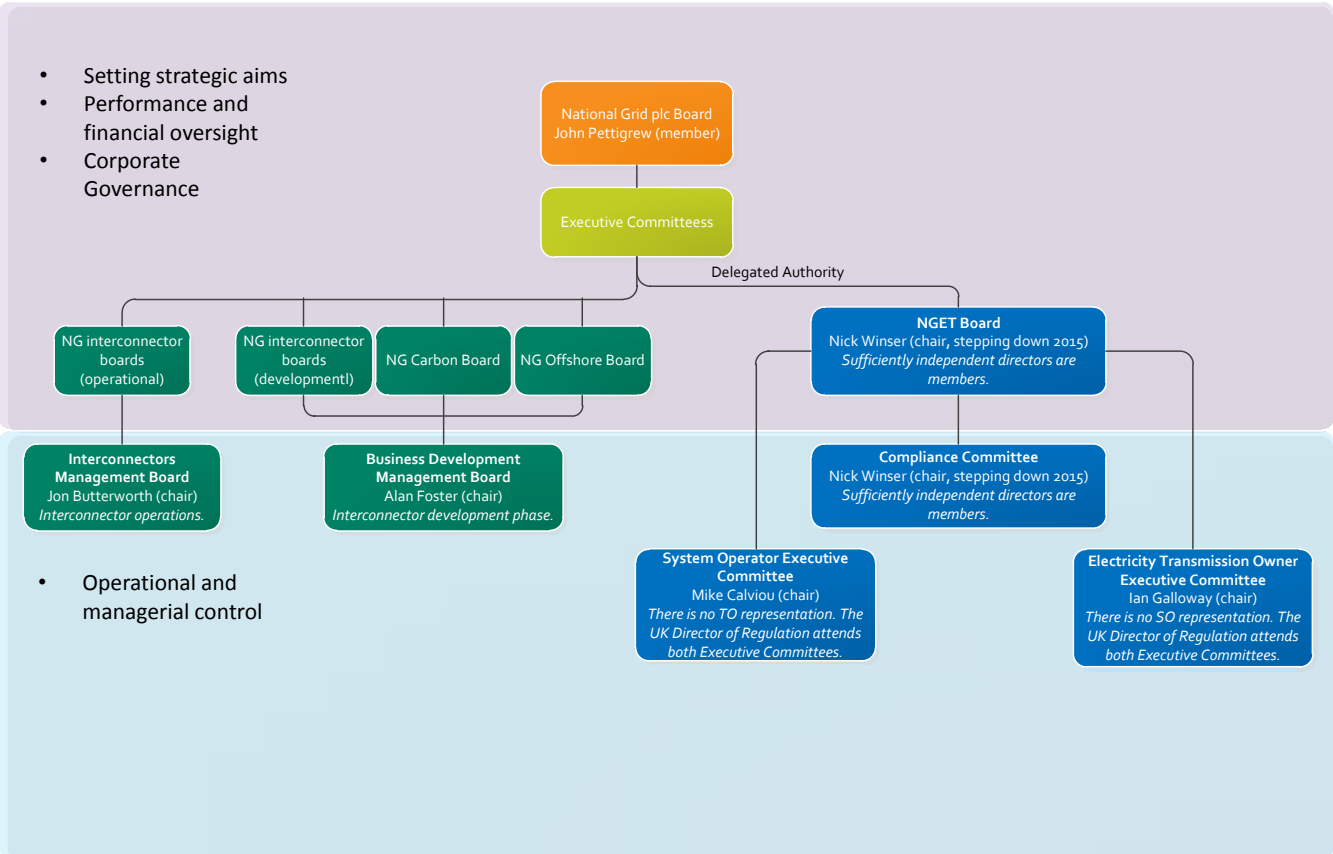 • Setting strategic aims
• Performance and
financial oversight
• Corporate
Governance
National Grid plc Board
John Pettigrew (member)
Executive Committeess
Delegated Authority
NG interconnector
boards
(operational)
NG interconnector
boards
(developmentl)
NG Carbon Board
NG Offshore Board
NGET Board
Nick Winser (chair, stepping down 2015)
Sufficiently independent directors are
members.
Interconnectors
Management Board
Jon Butterworth (chair)
Interconnector operations.
Business Development
Management Board
Alan Foster (chair)
Interconnector development phase.
Compliance Committee
Nick Winser (chair, stepping down 2015)
Sufficiently independent directors are
members.
• Operational and
managerial control
System Operator Executive
Committee
Mike Calviou (chair)
There is no TO representation. The
UK Director of Regulation attends
both Executive Committees.
Electricity Transmission Owner
Executive Committee
Ian Galloway (chair)
There is no SO representation. The
UK Director of Regulation attends
both Executive Committees.